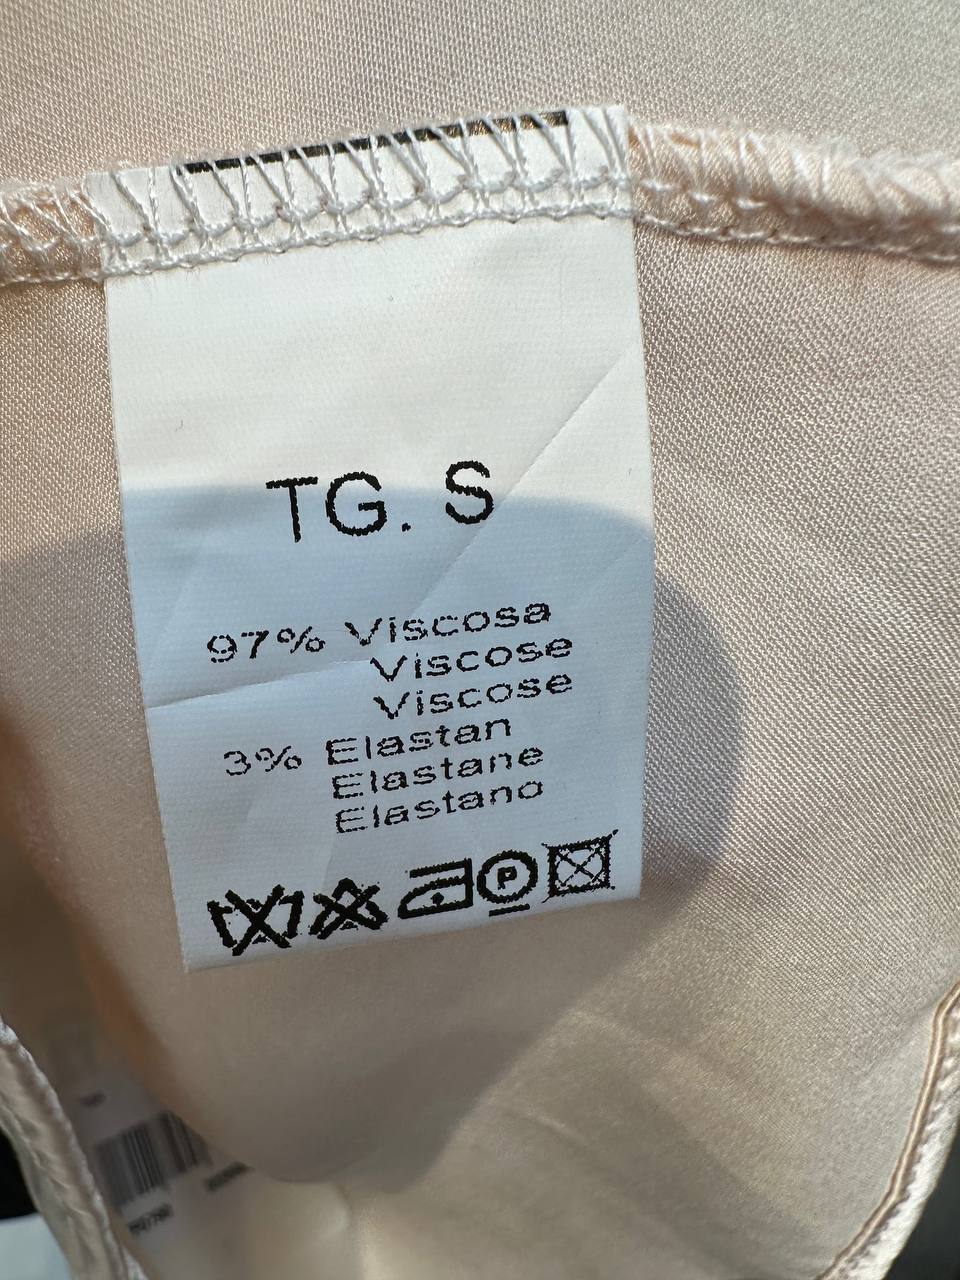 TG. S
97% Viscosa
Viscose
Viscose
3% Elastan
Elastane
Elastano
P